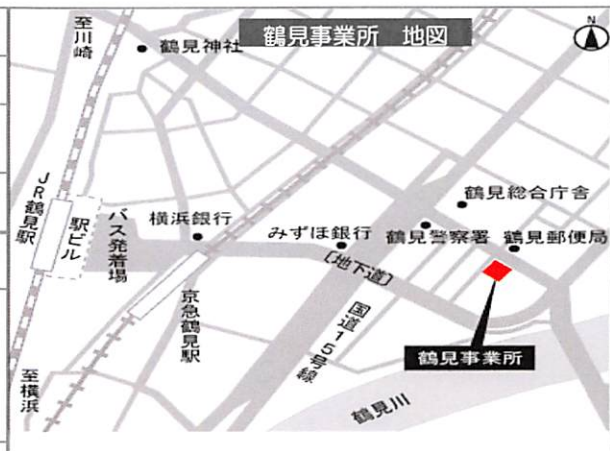 鶴見事業所 地図
N
至川崎
鶴見神社
JR鶴見駅
駅ビル
バス発着場
横浜銀行
みずほ銀行
鶴見総合庁舎
鶴見警察署
鶴見郵便局
〔地下道〕
京急鶴見駅
国道15号線
鶴見事業所
至横浜
鶴見川